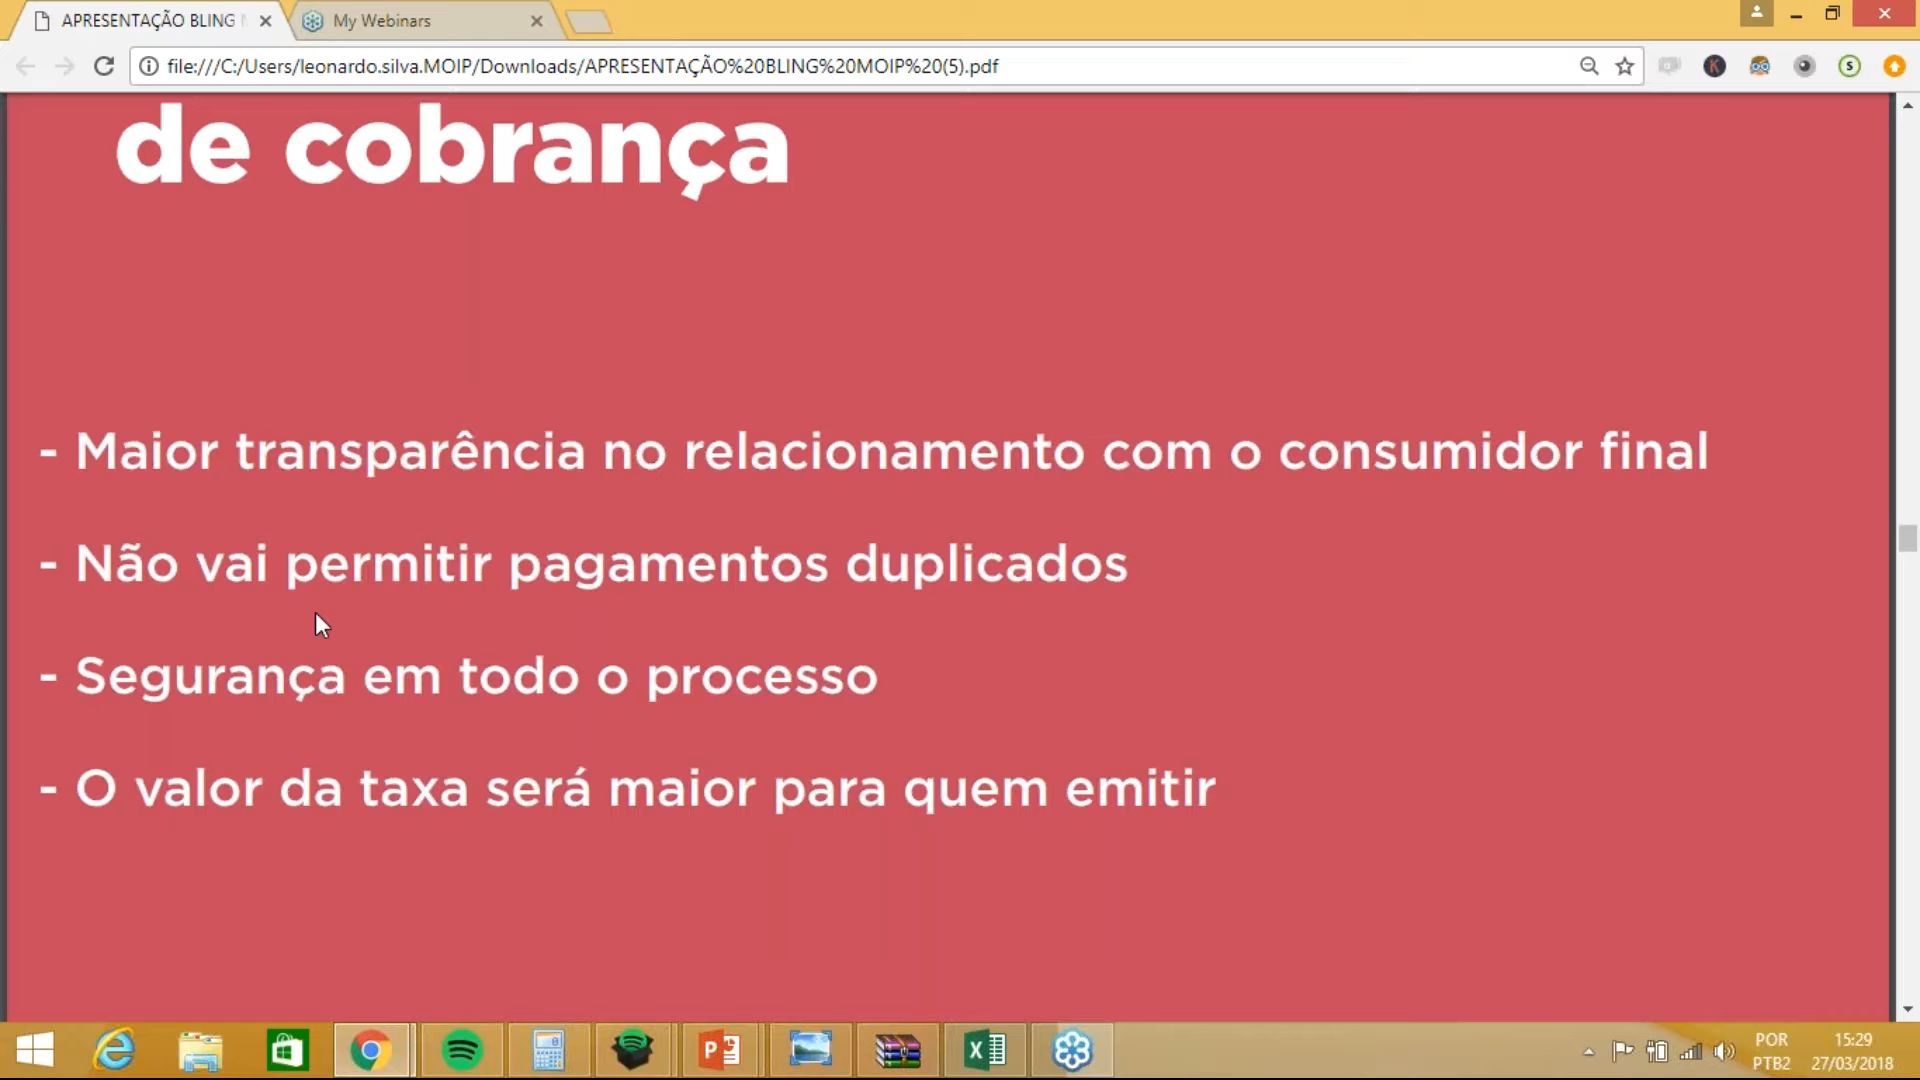 APRESENTAÇÃO BLING
My Webinars
file:///C:/Users/leonardo.silva.MOIP/Downloads/APRESENTAÇÃO%20BLING%20MOIP%20(5).pdf
de cobrança
- Maior transparência no relacionamento com o consumidor final
- Não vai permitir pagamentos duplicados
- Segurança em todo o processo
- O valor da taxa será maior para quem emitir
POR
15:29
PTB2
27/03/2018